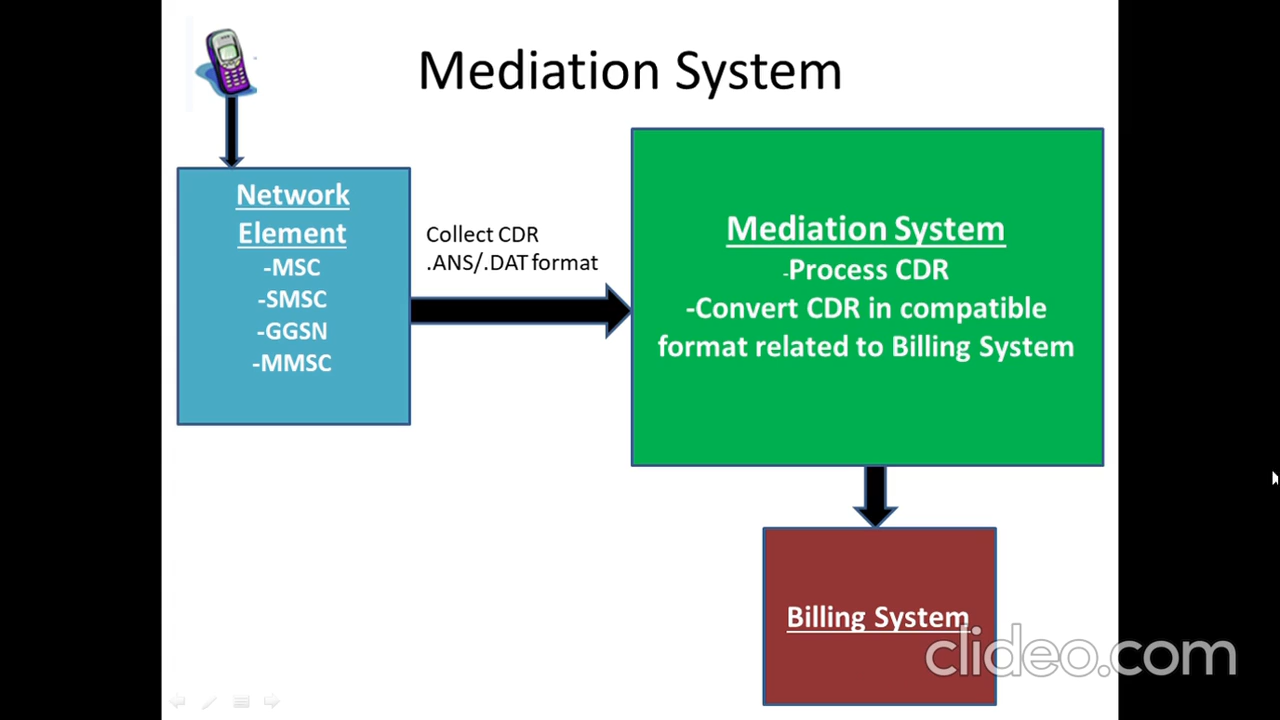 Mediation System
Network
Element
-MSC
-SMSC
-GGSN
-MMSC
Collect CDR
.ANS/.DAT format
Mediation System
-Process CDR
-Convert CDR in compatible
format related to Billing System
Billing System
clideo.com